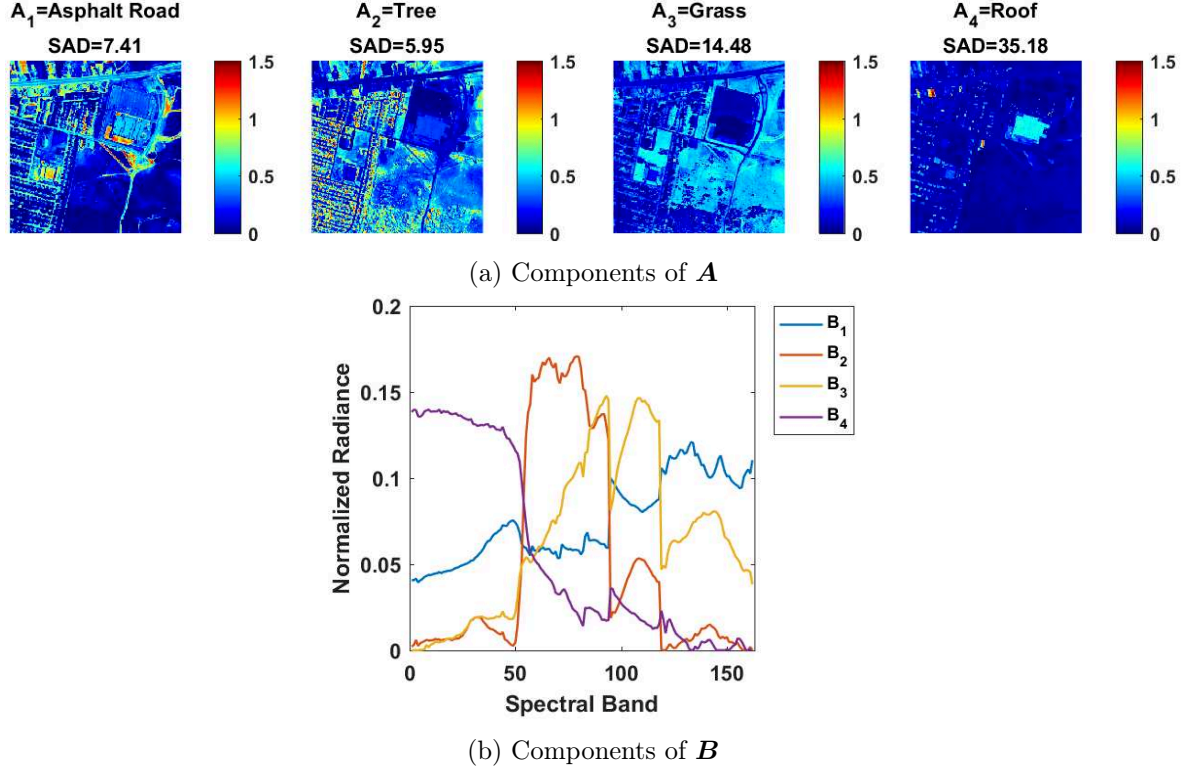 A₁=Asphalt Road A₂=Tree A₃=Grass A₄=Roof
SAD=7.41 SAD=5.95 SAD=14.48 SAD=35.18
1.5 1.5 1.5 1.5
1 1 1 1
0.5 0.5 0.5 0.5
0 0 0 0
(a) Components of A
0.2
0.15
0.1
0.05
0
Normalized Radiance
B₁
B₂
B₃
B₄
0 50 100 150
Spectral Band
(b) Components of B